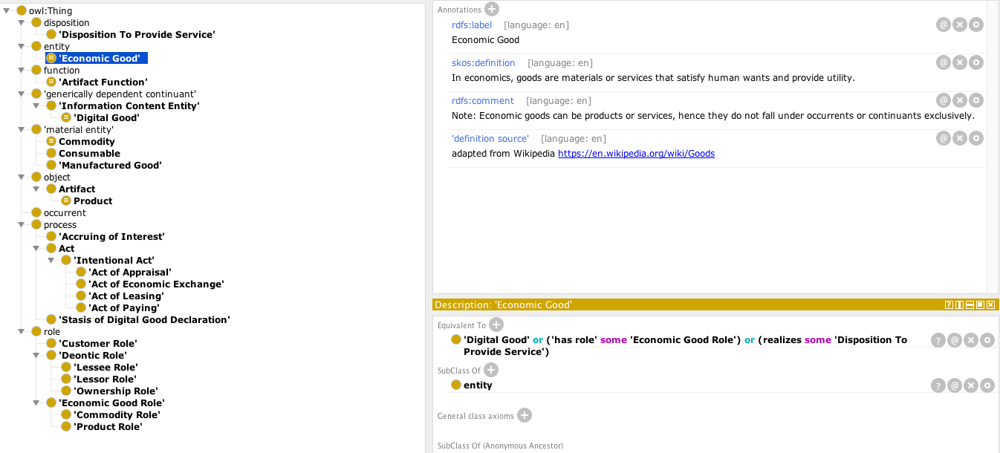 owl:Thing
disposition
'Disposition To Provide Service'
entity
'Economic Good'
function
'Artifact Function'
'generically dependent continuant'
'Information Content Entity'
'Digital Good'
'material entity'
Commodity
Consumable
'Manufactured Good'
object
Artifact
Product
occurrent
process
'Accruing of Interest'
Act
'Intentional Act'
'Act of Appraisal'
'Act of Economic Exchange'
'Act of Leasing'
'Act of Paying'
'Stasis of Digital Good Declaration'
role
'Customer Role'
'Deontic Role'
'Lessee Role'
'Lessor Role'
'Ownership Role'
'Economic Good Role'
'Commodity Role'
'Product Role'
Annotations +
rdfs:label [language: en] @
Economic Good
skos:definition [language: en] @
In economics, goods are materials or services that satisfy human wants and provide utility.
rdfs:comment [language: en] @
Note: Economic goods can be products or services, hence they do not fall under occurrents or continuants exclusively.
'definition source' [language: en] @
adapted from Wikipedia https://en.wikipedia.org/wiki/Goods
Description: 'Economic Good' ?
Equivalent To +
'Digital Good' or ('has role' some 'Economic Good Role') or (realizes some 'Disposition To ? @
Provide Service')
SubClass Of +
entity ? @
General class axioms +
SubClass Of (Anonymous Ancestor)